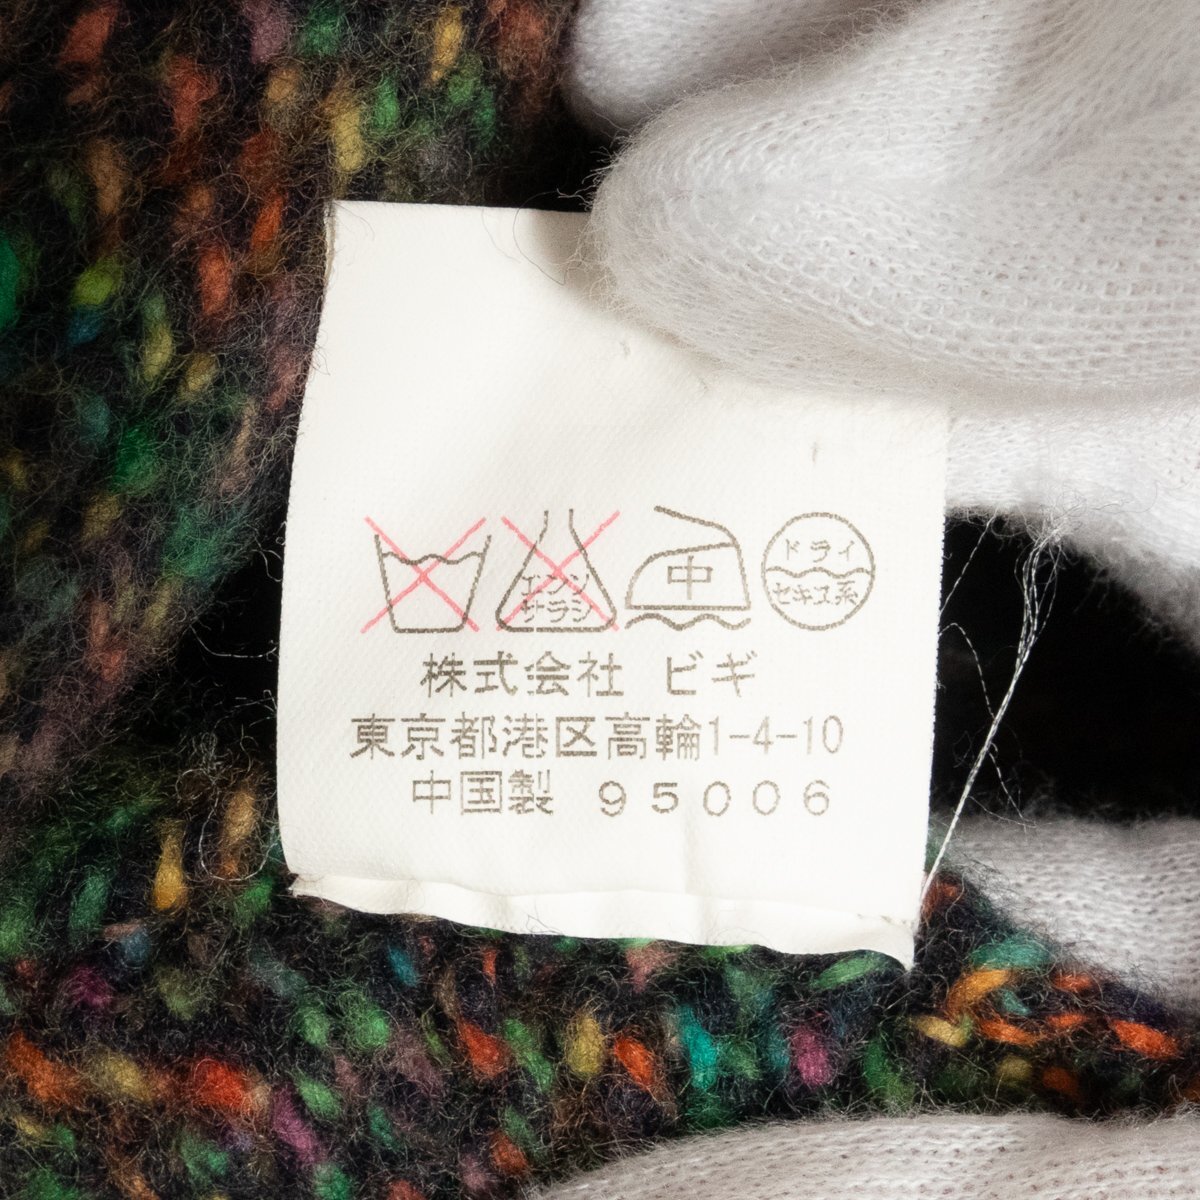 エンソ
サラシ
中
ドライ
セキユ系
株式会社 ビギ
東京都港区高輪1-4-10
中国製 95006